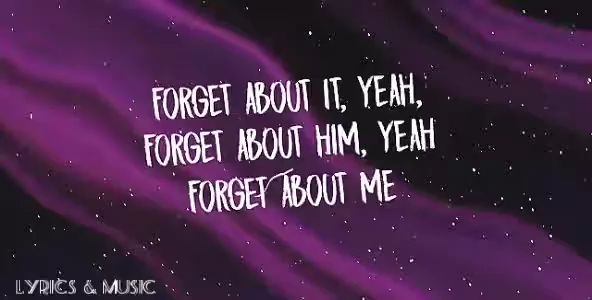 FORGET ABOUT IT, YEAH,
FORGET ABOUT HIM, YEAH
FORGET ABOUT ME
LYRICS & MUSIC